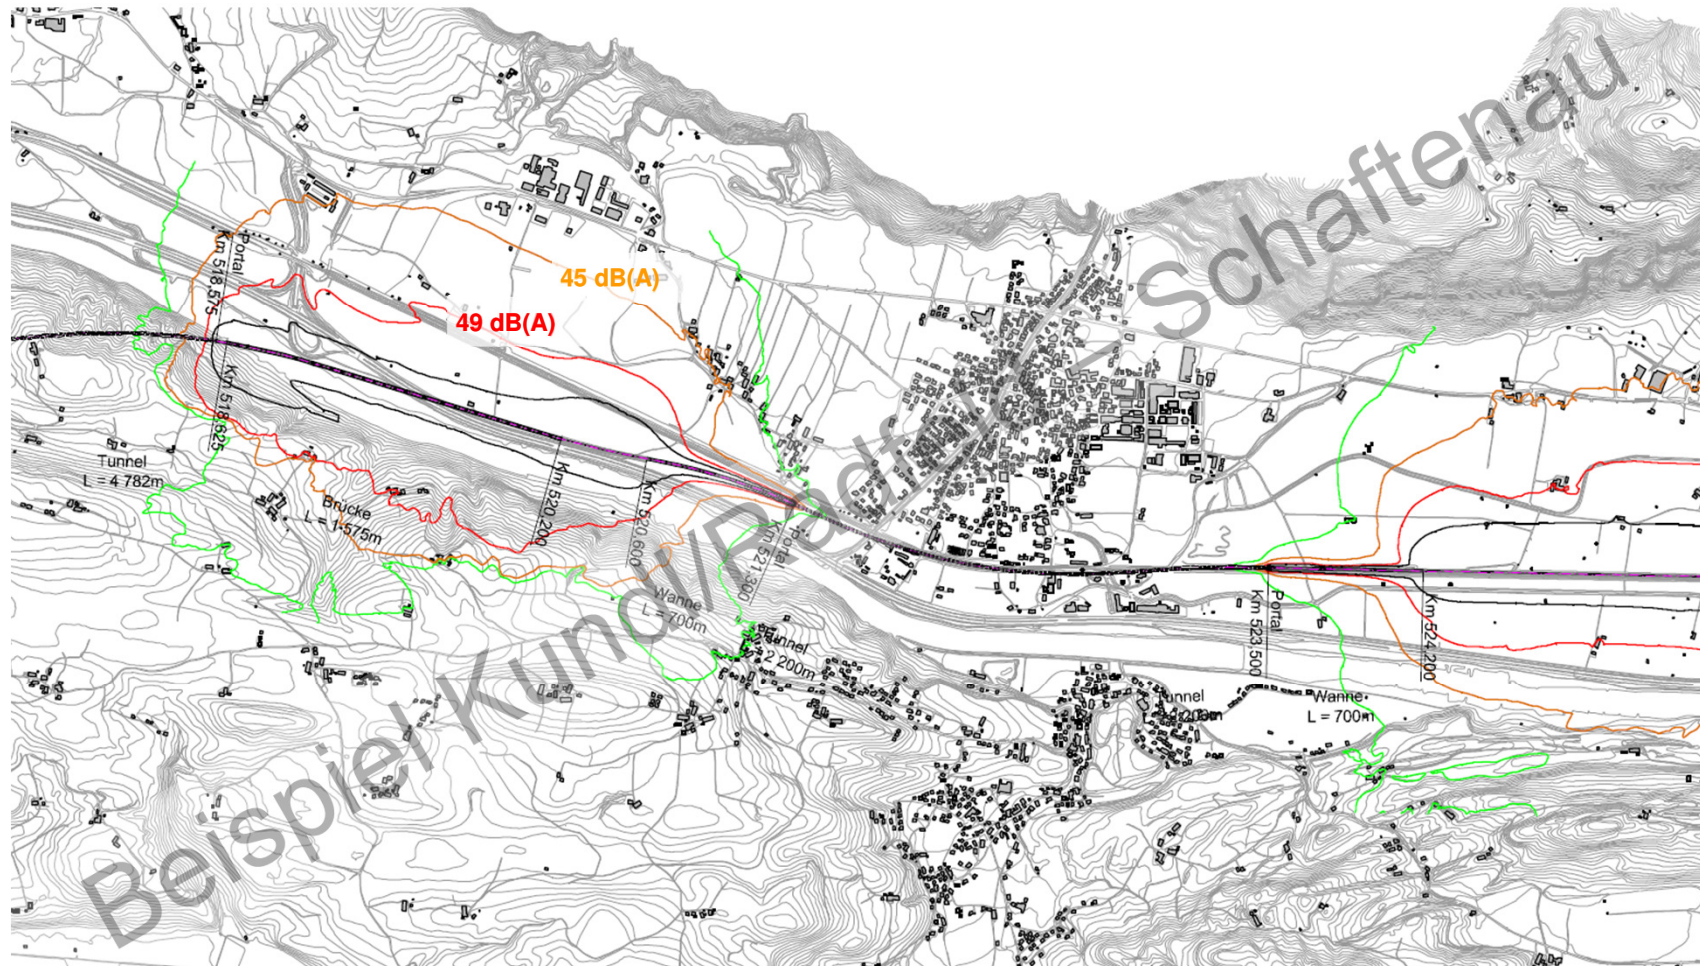 Beispiel Kundl/Radfeld – Schaftenau
45 dB(A)
49 dB(A)
Portal
Km 518,575
Km 518,625
Tunnel
L = 4 782m
Brücke
L = 1 575m
Km 520,200
Km 520,600
Wanne
L = 700m
Portal
Km 521,300
Tunnel
2 200m
Portal
Km 523,500
Tunnel
Km 524,200
Wanne
L = 700m